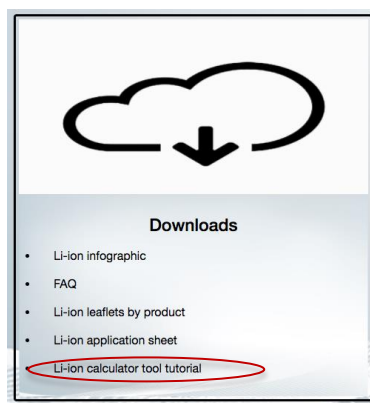 Downloads
• Li-ion infographic
• FAQ
• Li-ion leaflets by product
• Li-ion application sheet
• Li-ion calculator tool tutorial